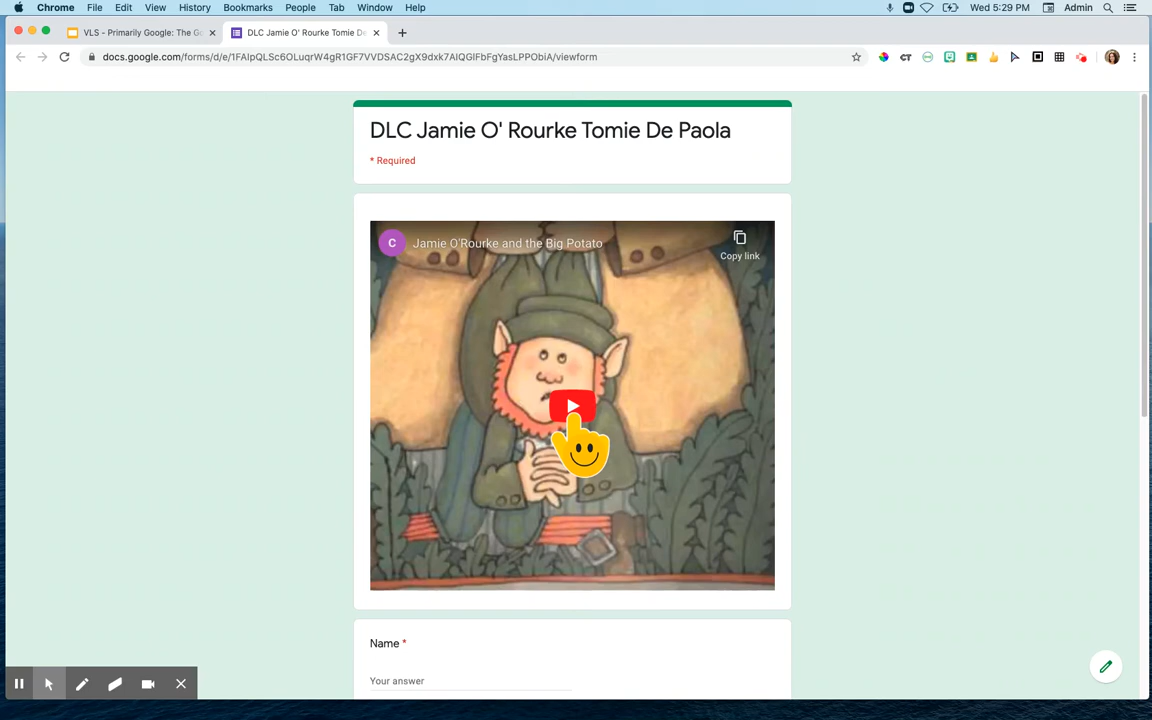 Chrome File Edit View History Bookmarks People Tab Window Help Wed 5:29 PM Admin
VLS - Primarily Google: The Go
DLC Jamie O' Rourke Tomie De
docs.google.com/forms/d/e/1FAIpQLSc6OLuqrW4gR1GF7VVDSAC2gX9dxk7AIQGIFbFgYasLPPObiA/viewform
CT
DLC Jamie O' Rourke Tomie De Paola
* Required
C
Jamie O'Rourke and the Big Potato
Copy link
Name *
Your answer